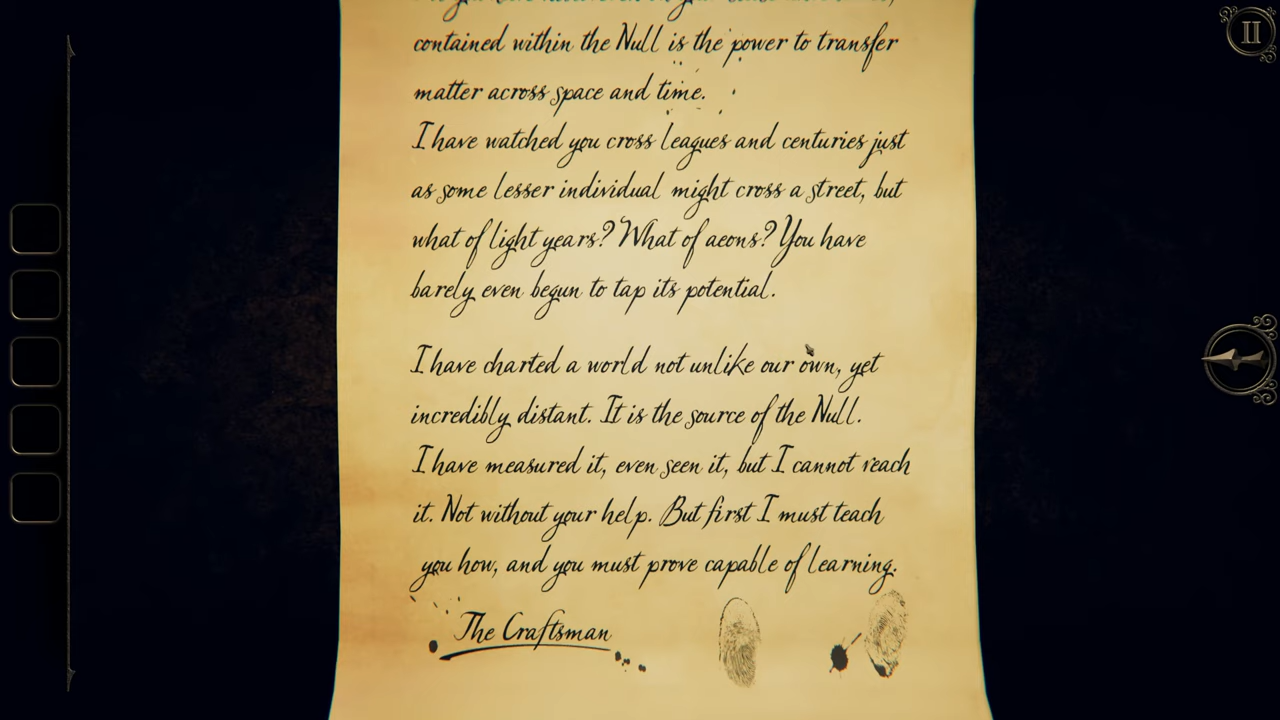 contained within the Null is the power to transfer
matter across space and time.
I have watched you cross leagues and centuries just
as some lesser individual might cross a street, but
what of light years? What of aeons? You have
barely even begun to tap its potential.
I have charted a world not unlike our own, yet
incredibly distant. It is the source of the Null.
I have measured it, even seen it, but I cannot reach
it. Not without your help. But first I must teach
you how, and you must prove capable of learning.
The Craftsman